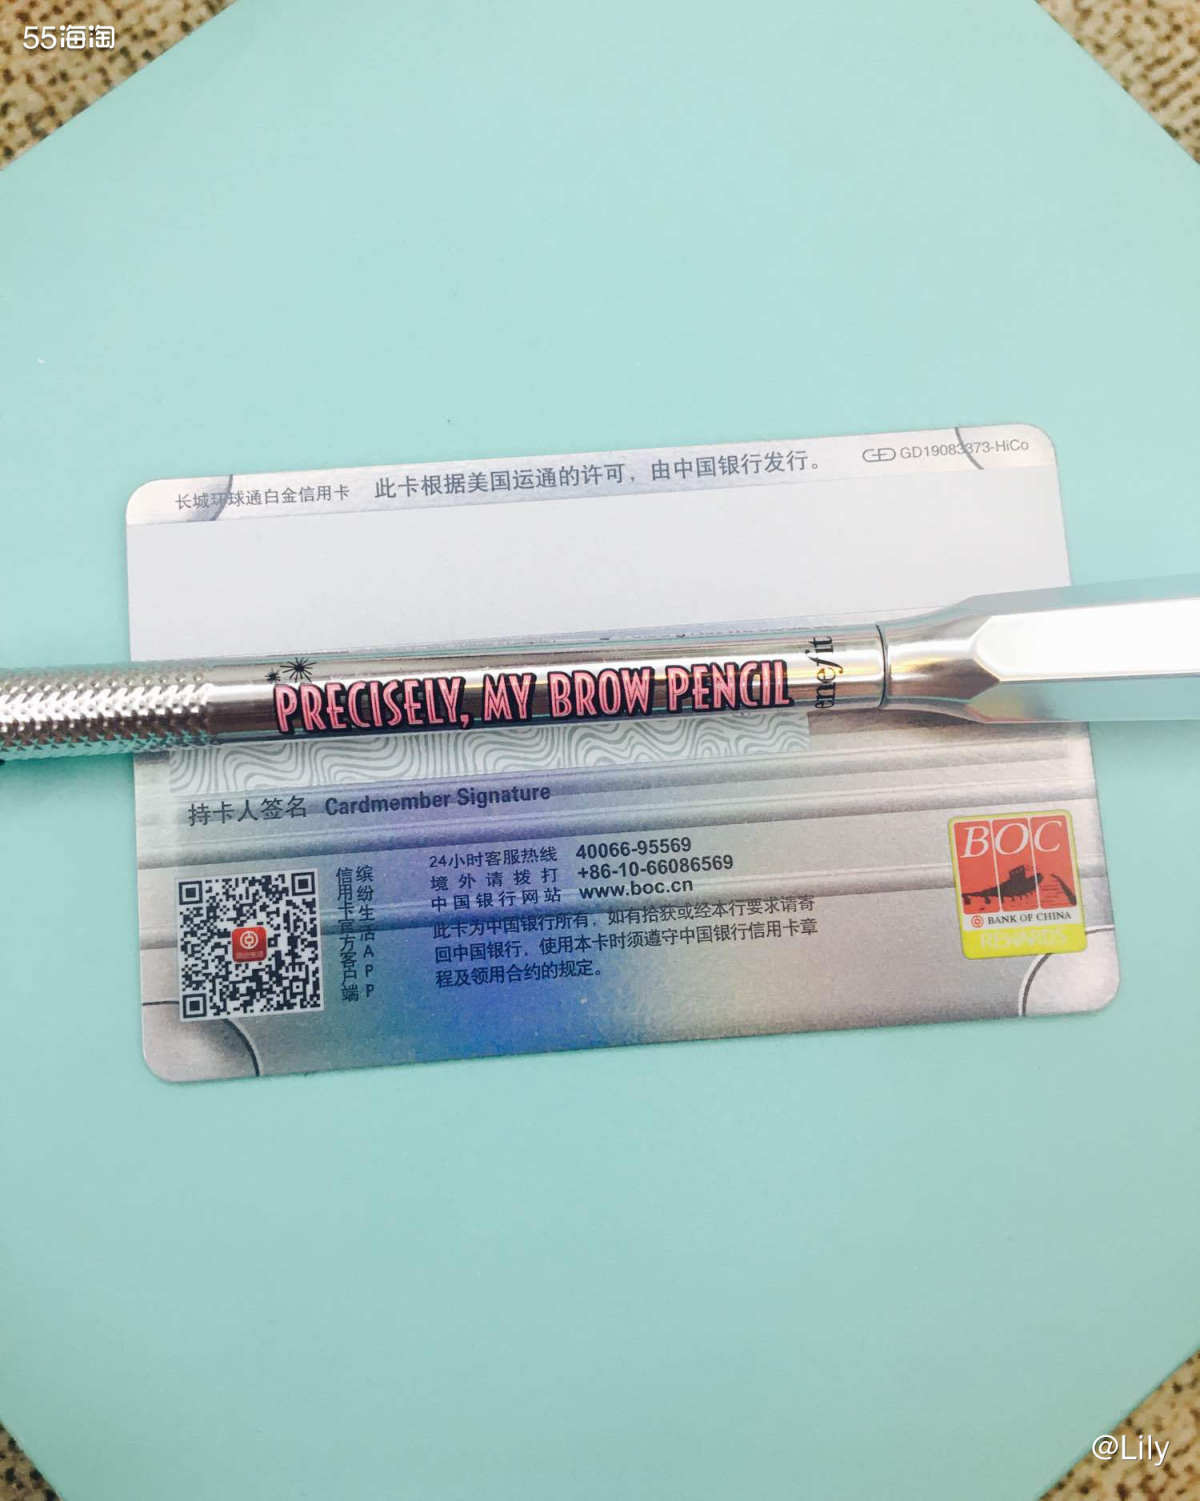 55海淘
长城环球通白金信用卡 此卡根据美国运通的许可，由中国银行发行。 GD19083373-HiCo
PRECISELY, MY BROW PENCIL
benefit
持卡人签名 Cardmember Signature
24小时客服热线 40066-95569
境外请拨打 +86-10-66086569
中国银行网站 www.boc.cn
此卡为中国银行所有，如有拾获或经本行要求请寄
回中国银行，使用本卡时须遵守中国银行信用卡章
程及领用合约的规定。
缤纷生活APP
信用卡官方客户端
BOC
BANK OF CHINA
REWARDS
@Lily